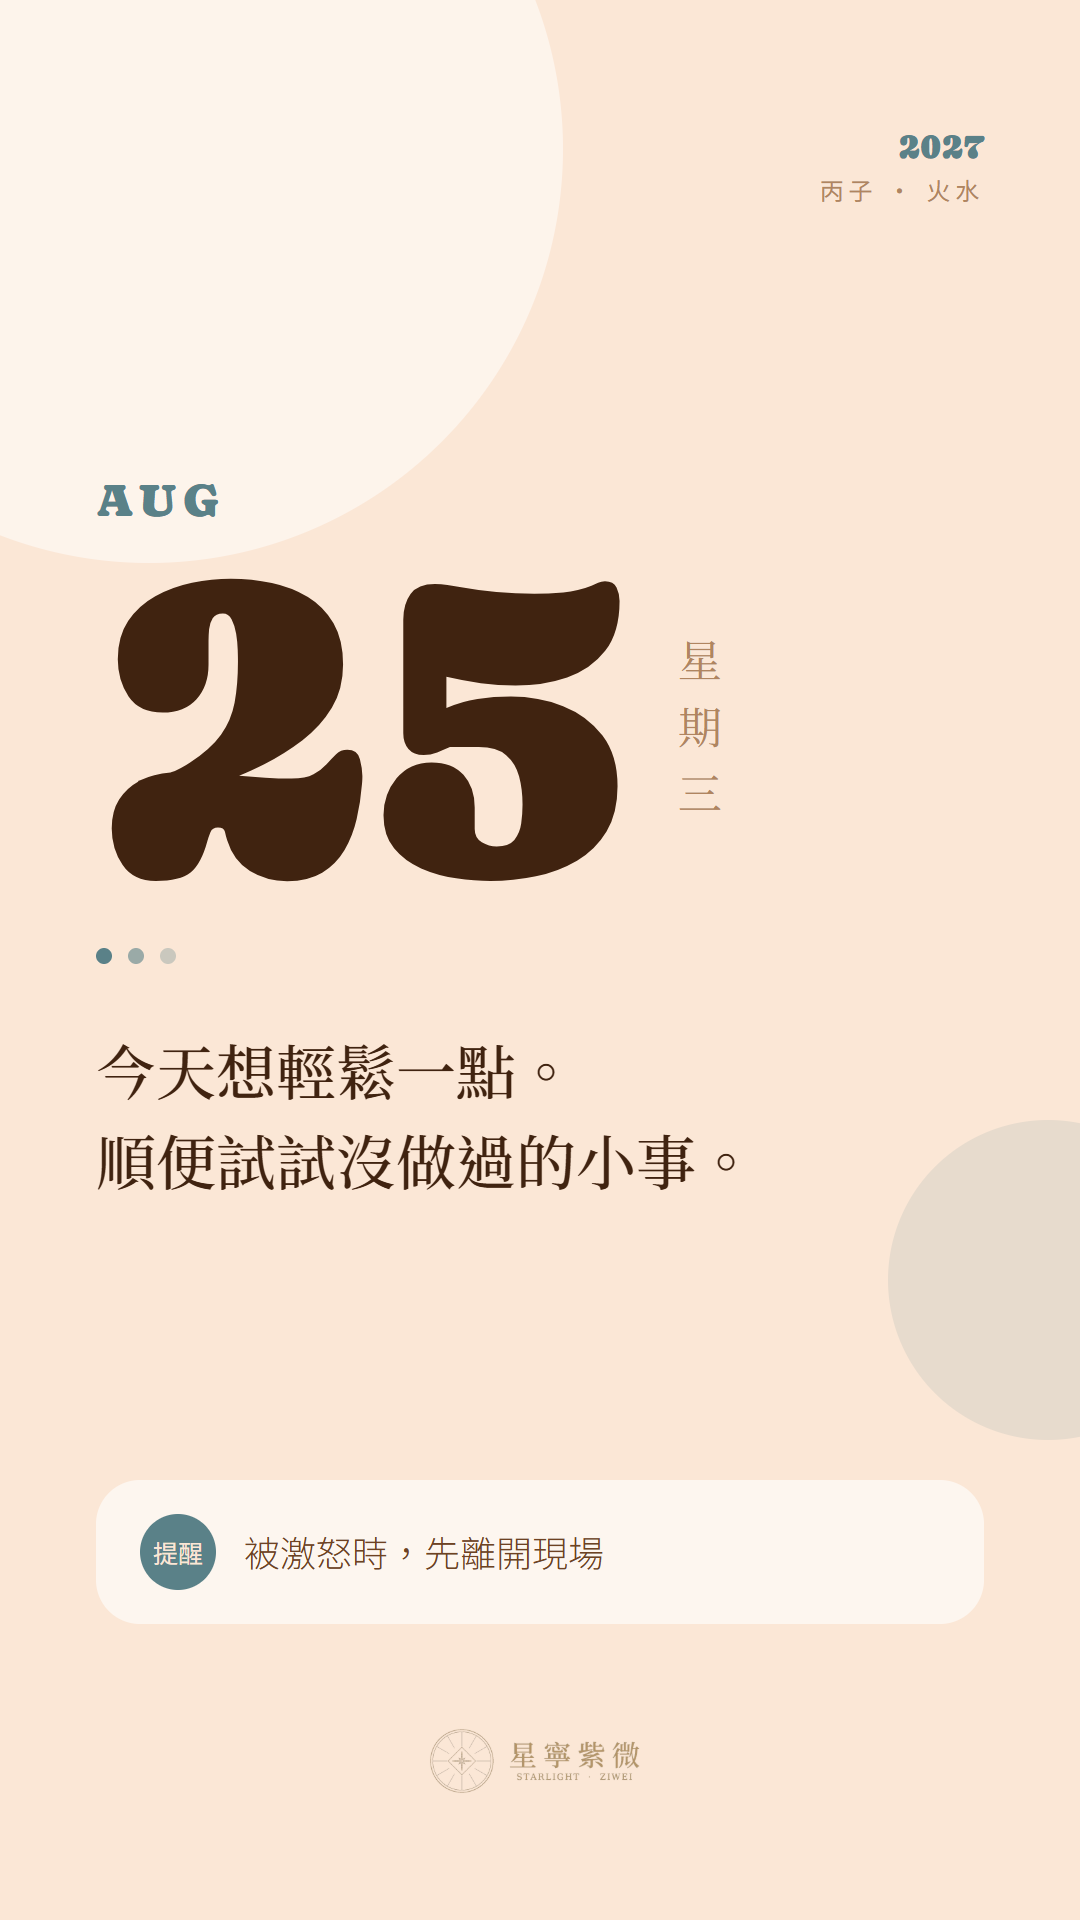 2027
丙子 • 火水
AUG
25
星期三
今天想輕鬆一點。
順便試試沒做過的小事。
提醒
被激怒時，先離開現場
星寧紫微
STARLIGHT · ZIWEI